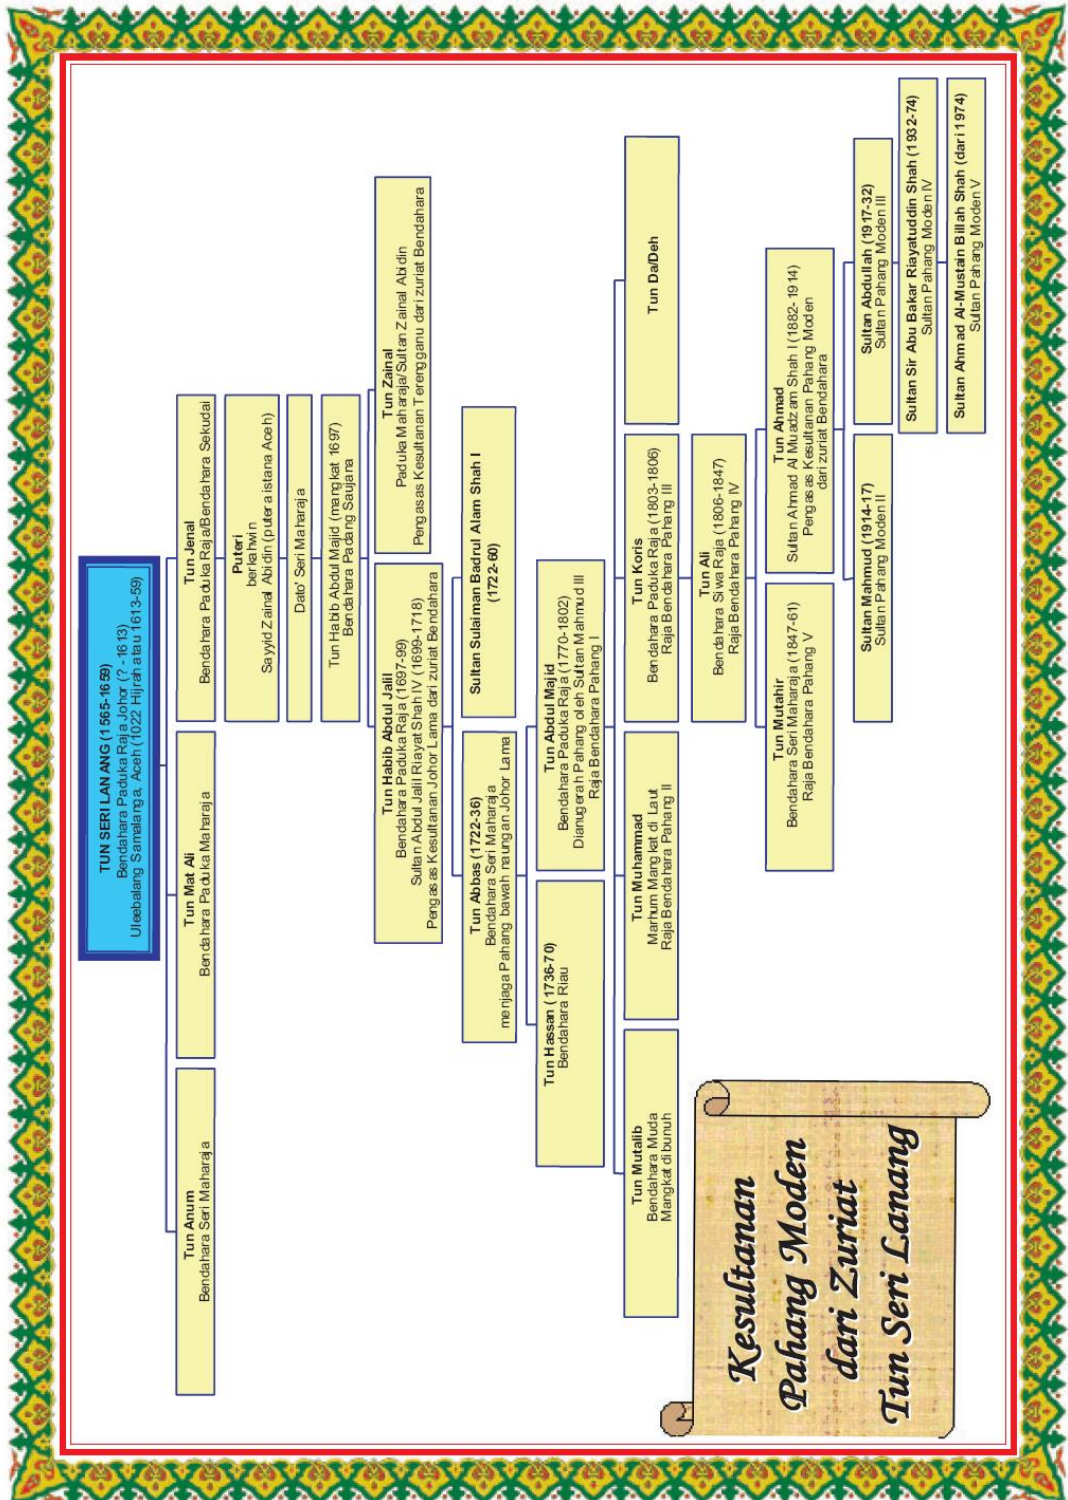 TUN SERI LANANG (1565-1659)
Bendahara Paduka Raja Johor (? - 1613)
Uleebalang Samalanga, Aceh (1022 Hijrah atau 1613-59)
Tun Anum
Bendahara Seri Maharaja
Tun Mat Ali
Bendahara Paduka Maharaja
Tun Jenal
Bendahara Paduka Raja/Bendahara Sekudai
Puteri
berkahwin
Sayyid Zainal Abidin (putera istana Aceh)
Dato' Seri Maharaja
Tun Habib Abdul Majid (mangkat 1697)
Bendahara Padang Saujana
Tun Habib Abdul Jalil
Bendahara Paduka Raja (1697-99)
Sultan Abdul Jalil Riayat Shah IV (1699-1718)
Pengasas Kesultanan Johor Lama dari zuriat Bendahara
Tun Zainal
Paduka Maharaja/Sultan Zainal Abidin
Pengasas Kesultanan Terengganu dari zuriat Bendahara
Tun Abbas (1722-36)
Bendahara Seri Maharaja
menjaga Pahang bawah naungan Johor Lama
Sultan Sulaiman Badrul Alam Shah I
(1722-60)
Tun Hassan (1736-70)
Bendahara Riau
Tun Abdul Majid
Bendahara Paduka Raja (1770-1802)
Dianugerah Pahang oleh Sultan Mahmud III
Raja Bendahara Pahang I
Tun Mutalib
Bendahara Muda
Mangkat dibunuh
Tun Muhammad
Marhum Mangkat di Laut
Raja Bendahara Pahang II
Tun Koris
Bendahara Paduka Raja (1803-1806)
Raja Bendahara Pahang III
Tun Da/Deh
Tun Ali
Bendahara Siwa Raja (1806-1847)
Raja Bendahara Pahang IV
Tun Mutahir
Bendahara Seri Maharaja (1847-61)
Raja Bendahara Pahang V
Tun Ahmad
Sultan Ahmad Al Muadzam Shah I (1882-1914)
Pengasas Kesultanan Pahang Moden
dari zuriat Bendahara
Sultan Mahmud (1914-17)
Sultan Pahang Moden II
Sultan Abdullah (1917-32)
Sultan Pahang Moden III
Sultan Sir Abu Bakar Riayatuddin Shah (1932-74)
Sultan Pahang Moden IV
Sultan Ahmad Al-Mustain Billah Shah (dari 1974)
Sultan Pahang Moden V
Kesultanan
Pahang Moden
dari Zuriat
Tun Seri Lanang